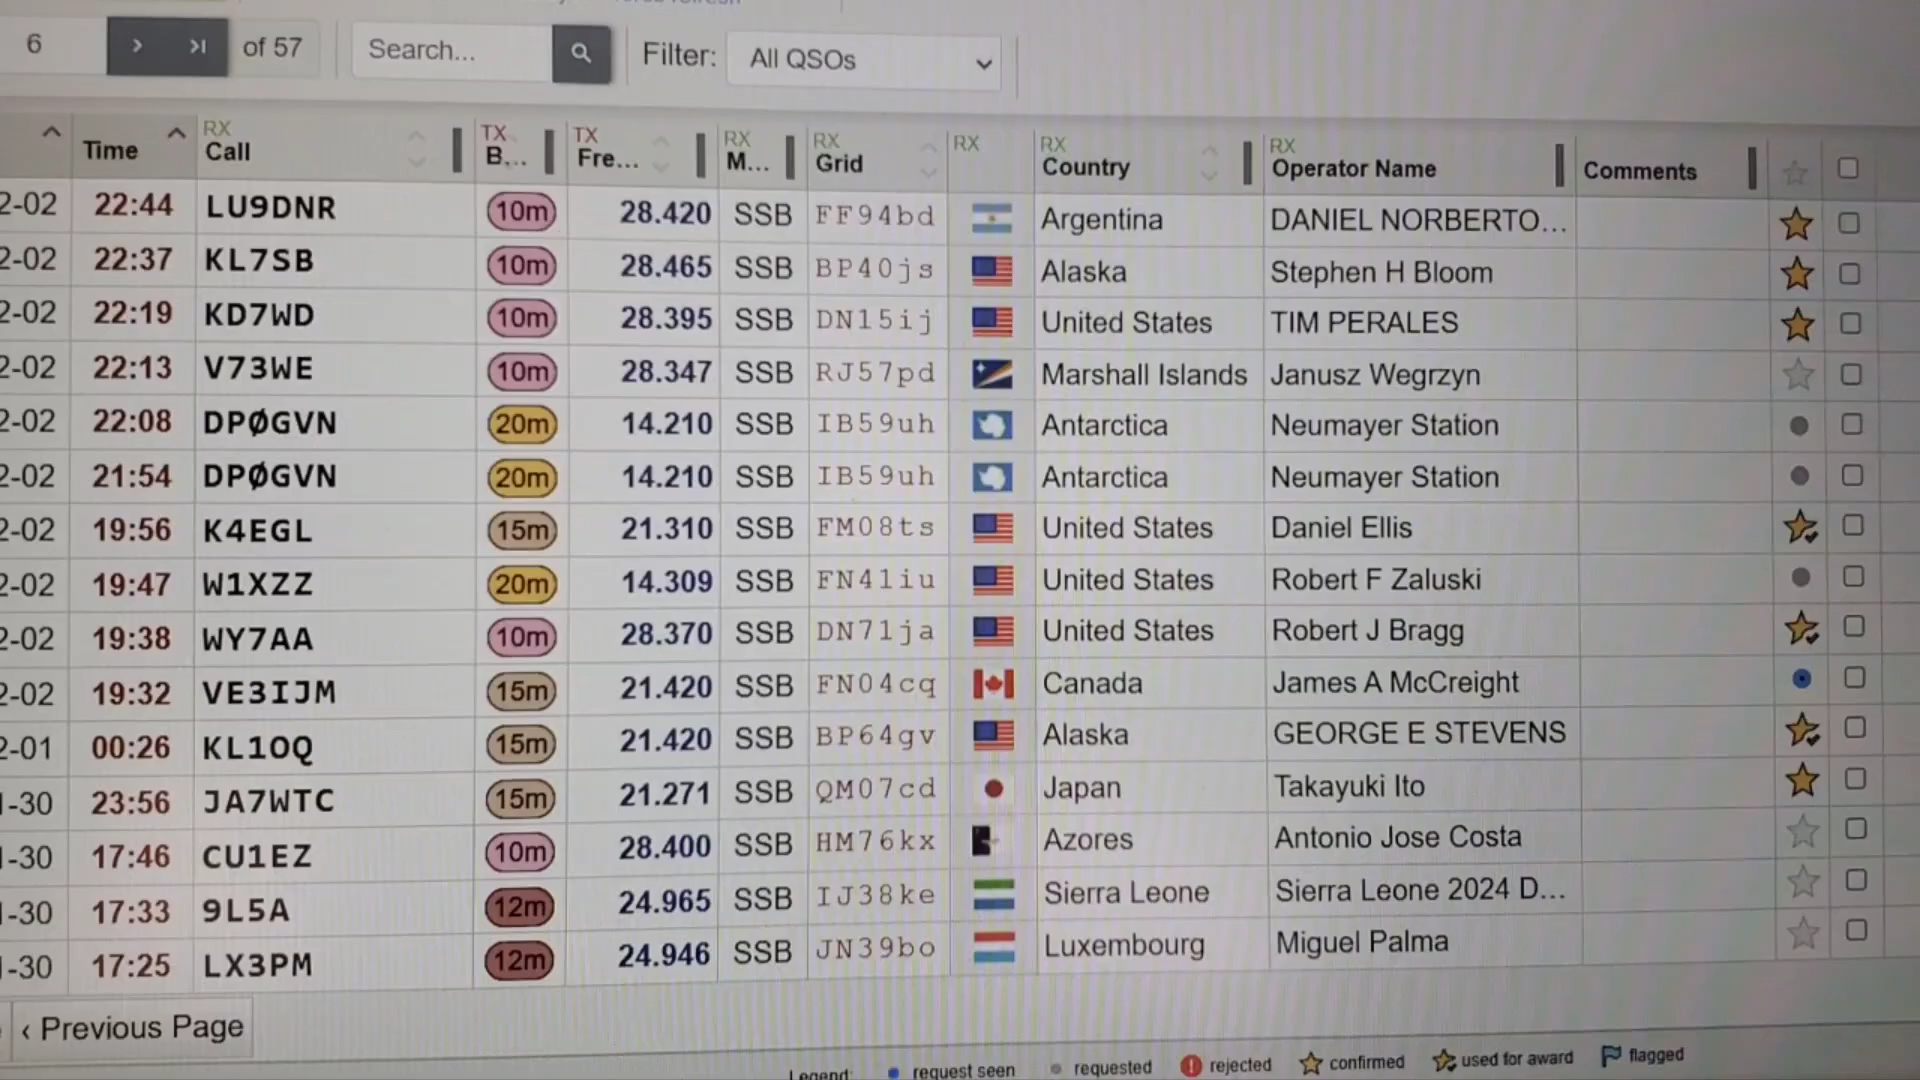 6 › ›| of 57 Search... Filter: All QSOs
Time RX Call TX B... TX Fre... RX M... RX Grid RX RX Country RX Operator Name Comments
2-02 22:44 LU9DNR 10m 28.420 SSB FF94bd Argentina DANIEL NORBERTO...
2-02 22:37 KL7SB 10m 28.465 SSB BP40js Alaska Stephen H Bloom
2-02 22:19 KD7WD 10m 28.395 SSB DN15ij United States TIM PERALES
2-02 22:13 V73WE 10m 28.347 SSB RJ57pd Marshall Islands Janusz Wegrzyn
2-02 22:08 DPØGVN 20m 14.210 SSB IB59uh Antarctica Neumayer Station
2-02 21:54 DPØGVN 20m 14.210 SSB IB59uh Antarctica Neumayer Station
2-02 19:56 K4EGL 15m 21.310 SSB FM08ts United States Daniel Ellis
2-02 19:47 W1XZZ 20m 14.309 SSB FN41iu United States Robert F Zaluski
2-02 19:38 WY7AA 10m 28.370 SSB DN71ja United States Robert J Bragg
2-02 19:32 VE3IJM 15m 21.420 SSB FN04cq Canada James A McCreight
2-01 00:26 KL1OQ 15m 21.420 SSB BP64gv Alaska GEORGE E STEVENS
-30 23:56 JA7WTC 15m 21.271 SSB QM07cd Japan Takayuki Ito
-30 17:46 CU1EZ 10m 28.400 SSB HM76kx Azores Antonio Jose Costa
-30 17:33 9L5A 12m 24.965 SSB IJ38ke Sierra Leone Sierra Leone 2024 D...
-30 17:25 LX3PM 12m 24.946 SSB JN39bo Luxembourg Miguel Palma
‹ Previous Page
Legend: request seen requested rejected confirmed used for award flagged